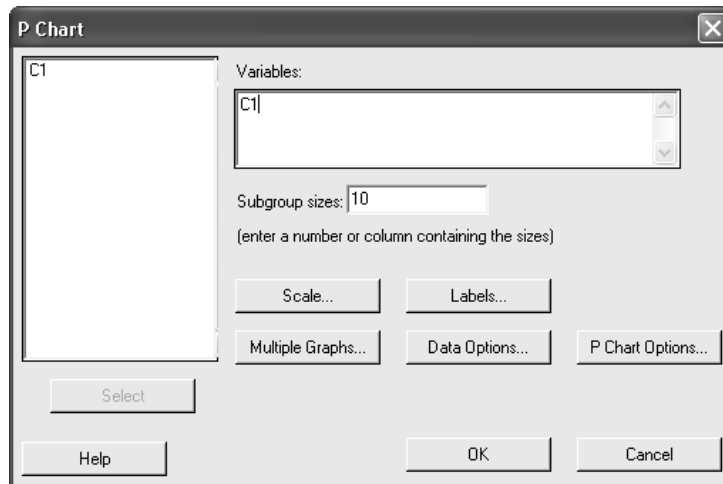 P Chart
C1
Variables:
C1
Subgroup sizes: 10
(enter a number or column containing the sizes)
Scale...
Labels...
Multiple Graphs...
Data Options...
P Chart Options...
Select
Help
OK
Cancel